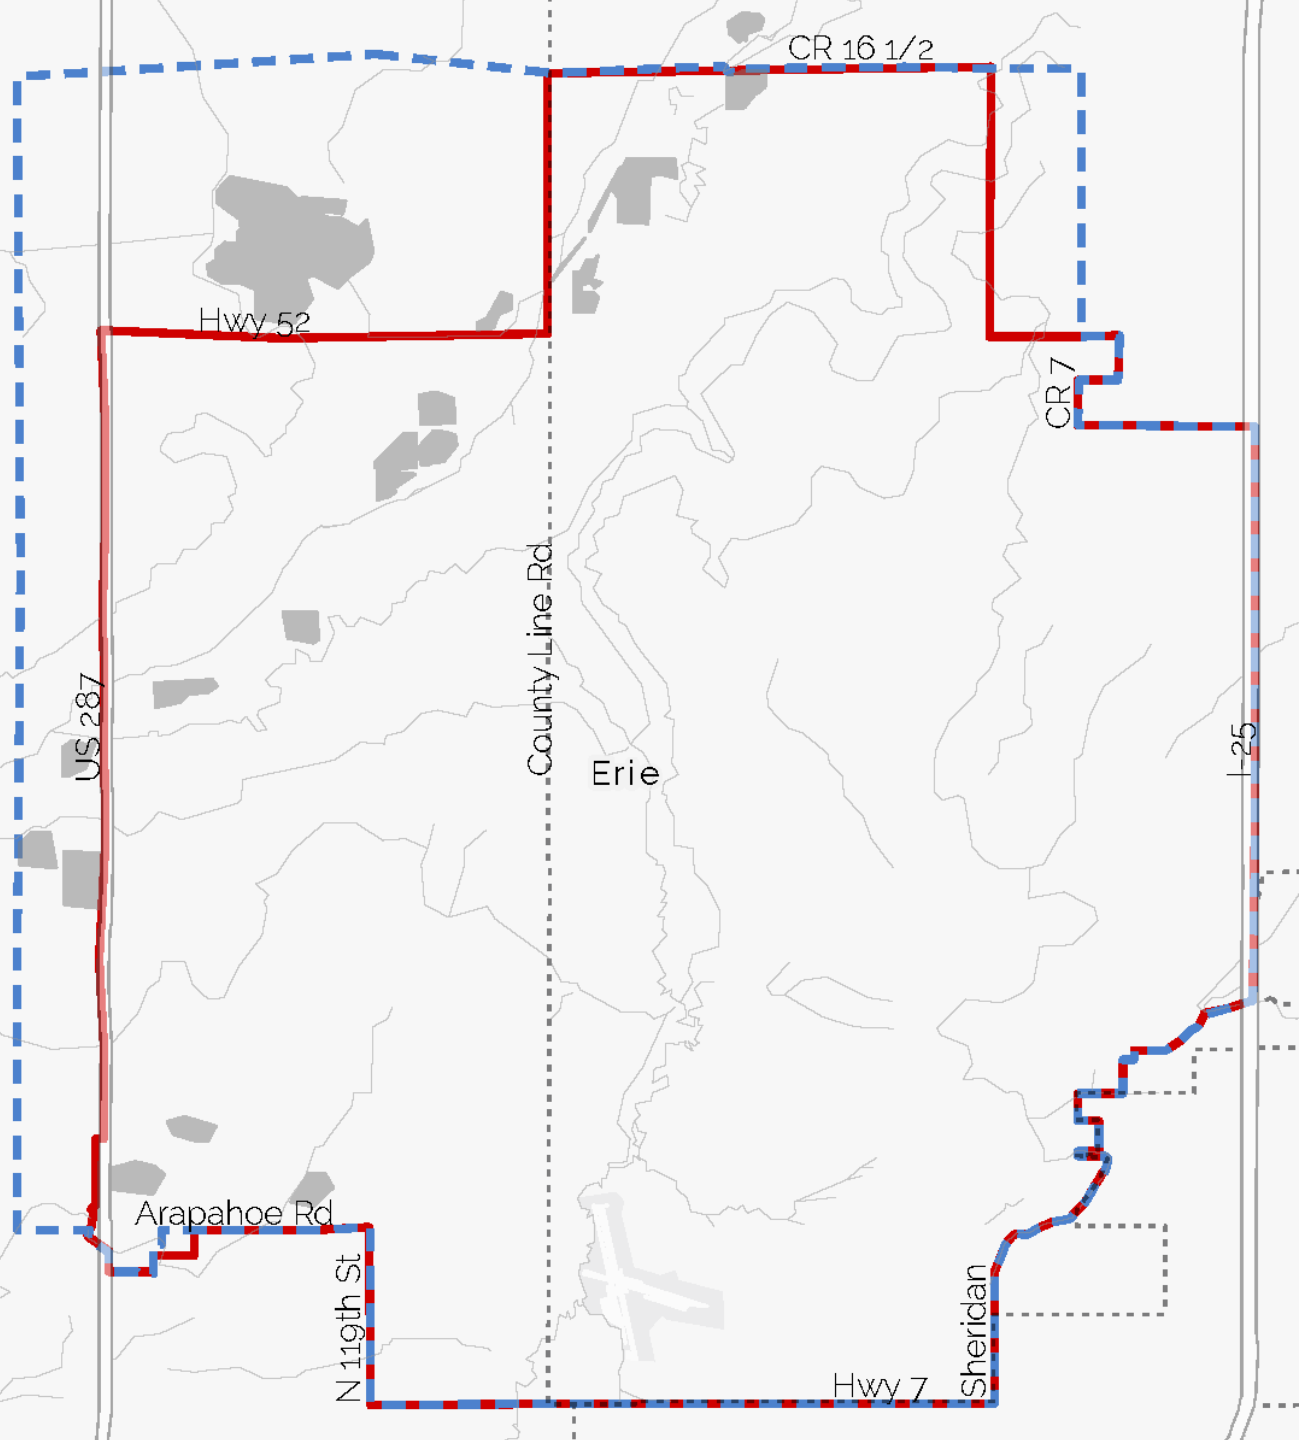 CR 16 1/2
Hwy 52
CR 7
County Line Rd
US 287
I-25
Erie
Arapahoe Rd
N 119th St
Sheridan
Hwy 7